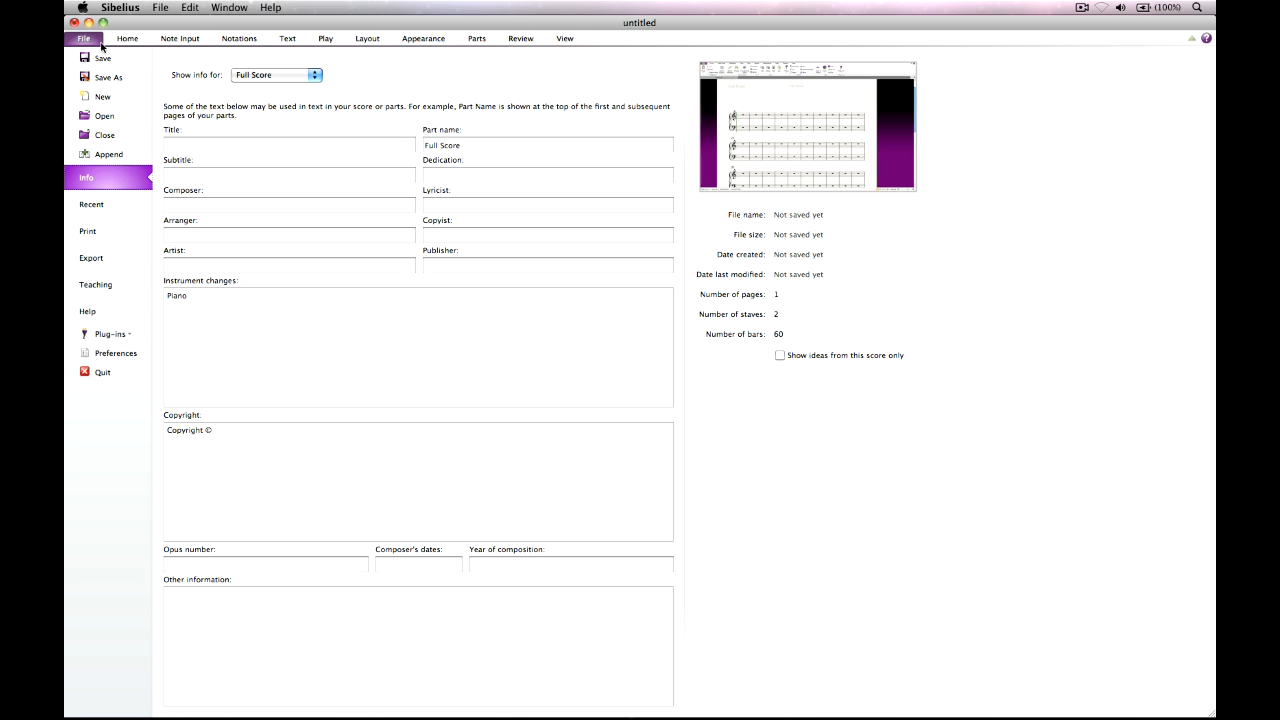 Sibelius File Edit Window Help (100%)
untitled
File Home Note Input Notations Text Play Layout Appearance Parts Review View
Save
Save As
New
Open
Close
Append
Info
Recent
Print
Export
Teaching
Help
Plug-ins
Preferences
Quit
Show info for: Full Score
Some of the text below may be used in text in your score or parts. For example, Part Name is shown at the top of the first and subsequent
pages of your parts.
Title: Part name:
Full Score
Subtitle: Dedication:
Composer: Lyricist:
Arranger: Copyist:
Artist: Publisher:
Instrument changes:
Piano
Copyright:
Copyright ©
Opus number: Composer's dates: Year of composition:
Other information:
File name: Not saved yet
File size: Not saved yet
Date created: Not saved yet
Date last modified: Not saved yet
Number of pages: 1
Number of staves: 2
Number of bars: 60
Show ideas from this score only